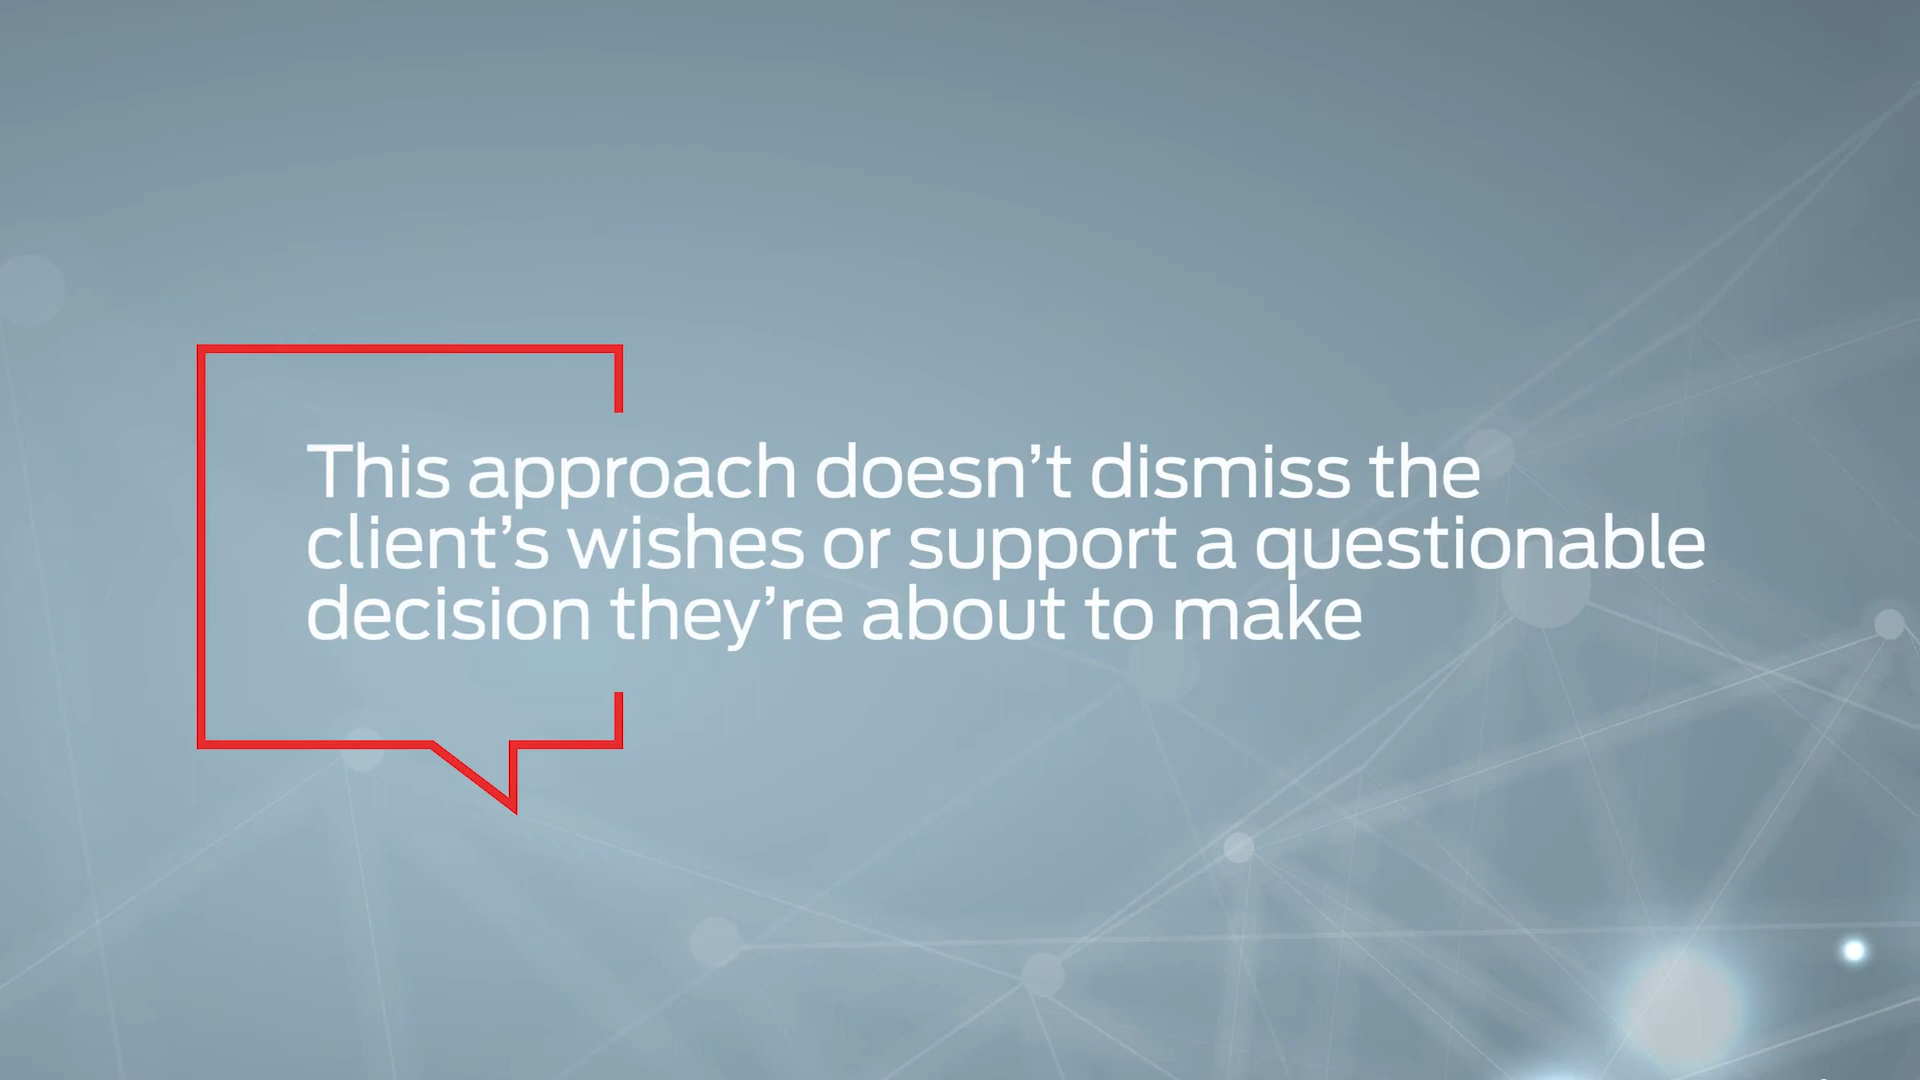 This approach doesn’t dismiss the
client’s wishes or support a questionable
decision they’re about to make